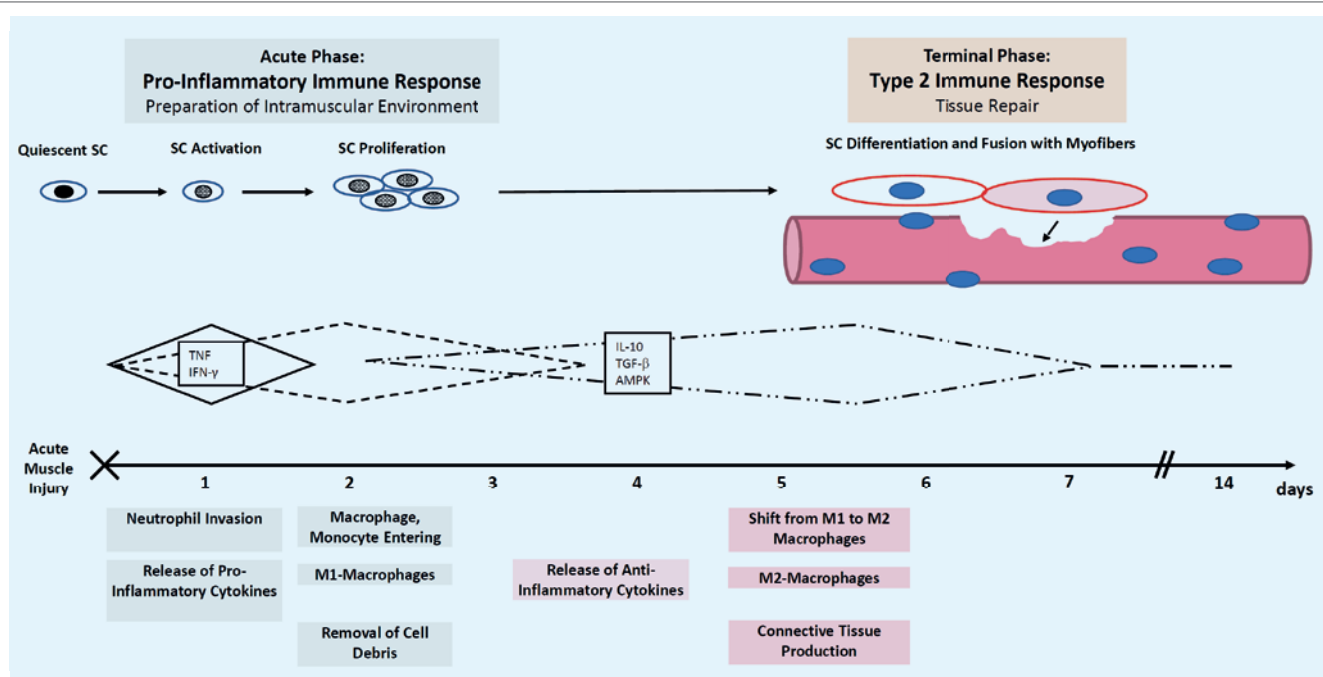 Acute Phase:
Pro-Inflammatory Immune Response
Preparation of Intramuscular Environment
Terminal Phase:
Type 2 Immune Response
Tissue Repair
Quiescent SC
SC Activation
SC Proliferation
SC Differentiation and Fusion with Myofibers
TNF
IFN-γ
IL-10
TGF-β
AMPK
Acute
Muscle
Injury
1
2
3
4
5
6
7
14
days
Neutrophil Invasion
Release of Pro-
Inflammatory Cytokines
Macrophage,
Monocyte Entering
M1-Macrophages
Removal of Cell
Debris
Release of Anti-
Inflammatory Cytokines
Shift from M1 to M2
Macrophages
M2-Macrophages
Connective Tissue
Production